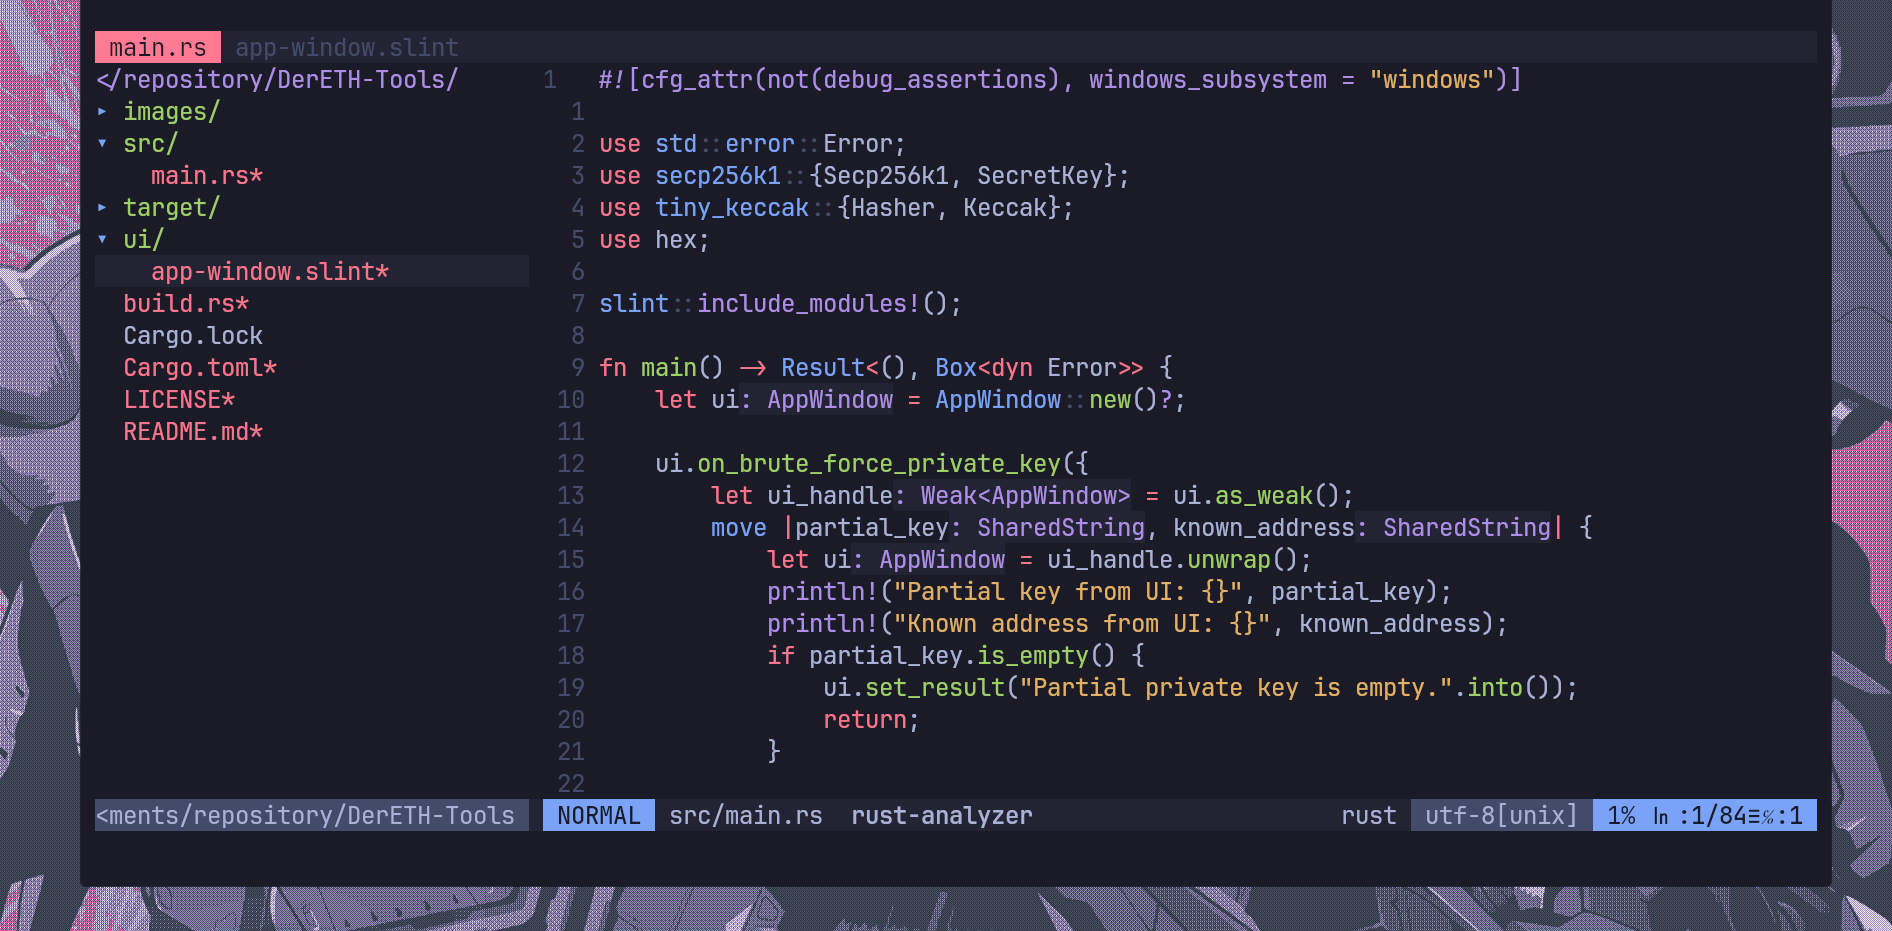 main.rs app-window.slint
</repository/DerETH-Tools/
▸ images/
▾ src/
main.rs*
▸ target/
▾ ui/
app-window.slint*
build.rs*
Cargo.lock
Cargo.toml*
LICENSE*
README.md*
<ments/repository/DerETH-Tools
1 #![cfg_attr(not(debug_assertions), windows_subsystem = "windows")]
1
2 use std::error::Error;
3 use secp256k1::{Secp256k1, SecretKey};
4 use tiny_keccak::{Hasher, Keccak};
5 use hex;
6
7 slint::include_modules!();
8
9 fn main() -> Result<(), Box<dyn Error>> {
10     let ui: AppWindow = AppWindow::new()?;
11
12     ui.on_brute_force_private_key({
13         let ui_handle: Weak<AppWindow> = ui.as_weak();
14         move |partial_key: SharedString, known_address: SharedString| {
15             let ui: AppWindow = ui_handle.unwrap();
16             println!("Partial key from UI: {}", partial_key);
17             println!("Known address from UI: {}", known_address);
18             if partial_key.is_empty() {
19                 ui.set_result("Partial private key is empty.".into());
20                 return;
21             }
22
NORMAL src/main.rs rust-analyzer rust utf-8[unix] 1% ㏑:1/84≡℅:1